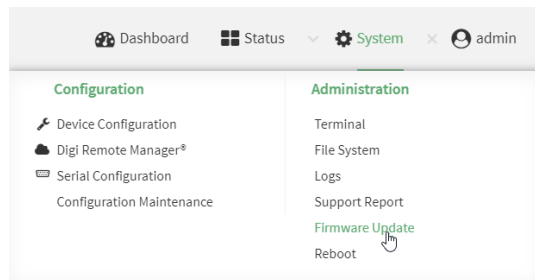 Dashboard Status System admin
Configuration
Device Configuration
Digi Remote Manager®
Serial Configuration
Configuration Maintenance
Administration
Terminal
File System
Logs
Support Report
Firmware Update
Reboot